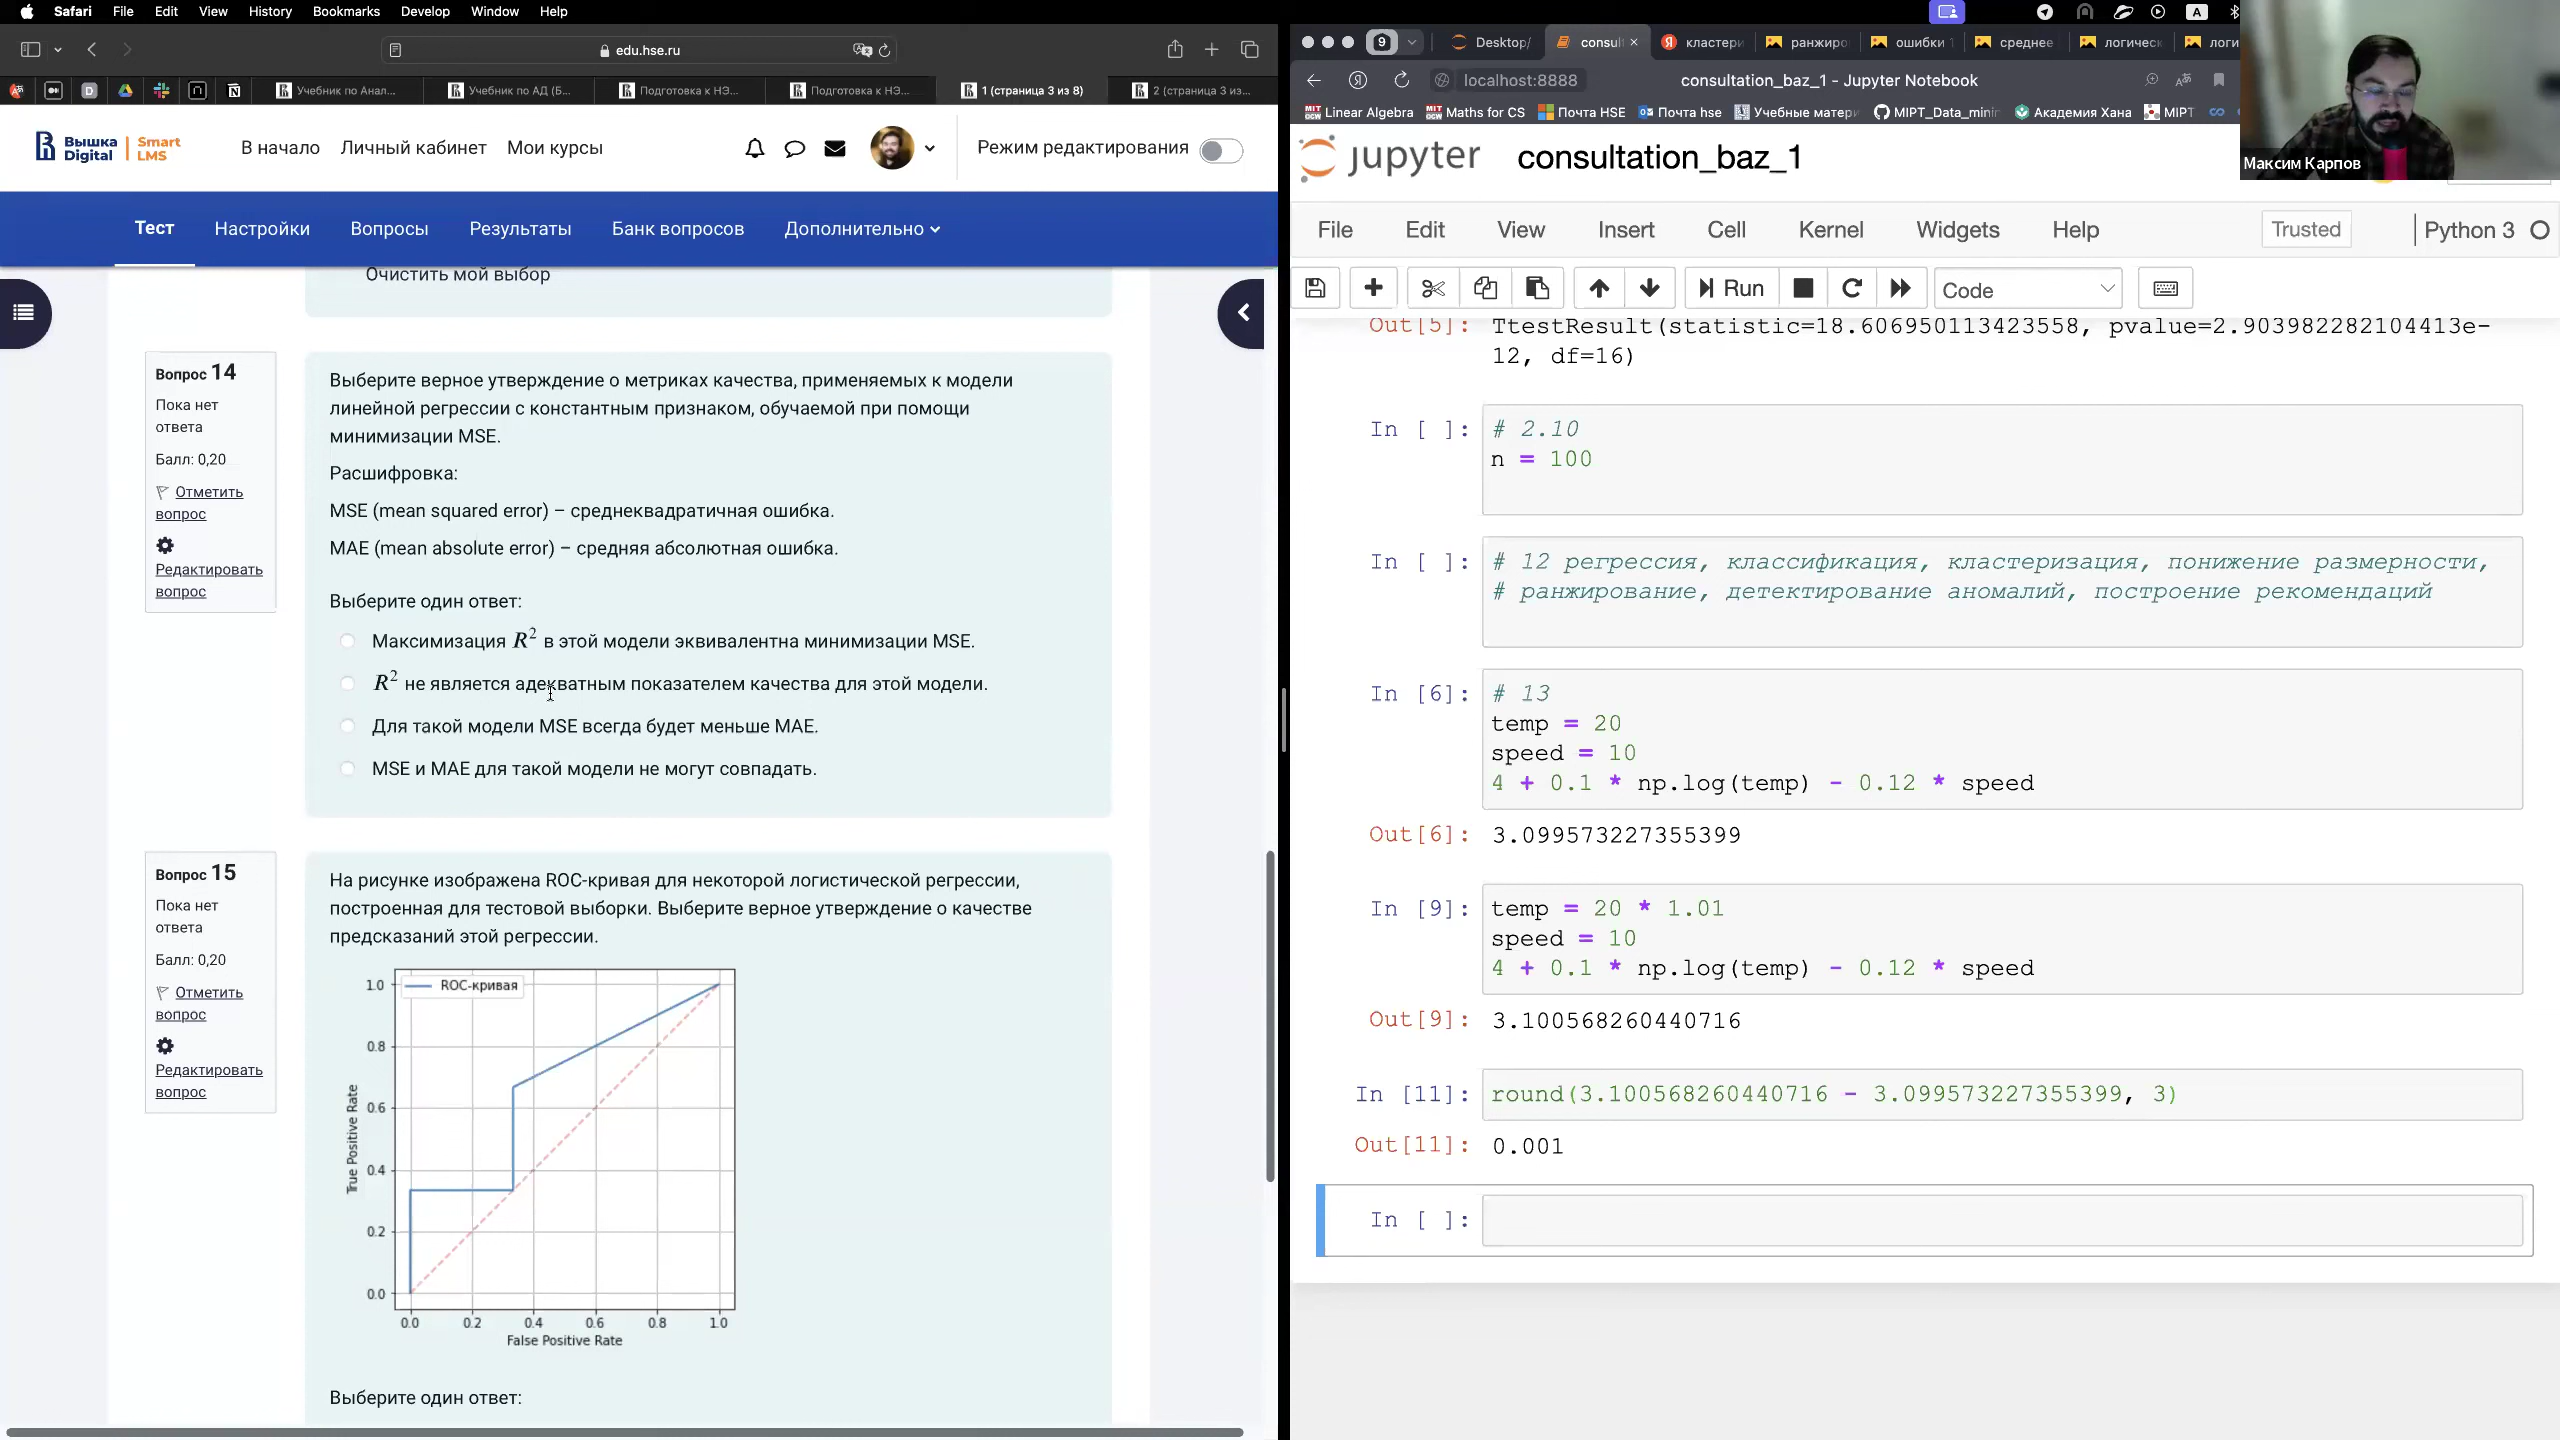 Safari File Edit View History Bookmarks Develop Window Help
A
edu.hse.ru
Учебник по Анал...
Учебник по АД (Б...
Подготовка к НЭ...
Подготовка к НЭ...
1 (страница 3 из 8)
2 (страница 3 из...
Вышка Digital Smart LMS
В начало Личный кабинет Мои курсы
Режим редактирования
Тест Настройки Вопросы Результаты Банк вопросов Дополнительно
Очистить мой выбор
Вопрос 14
Пока нет
ответа
Балл: 0,20
Отметить
вопрос
Редактировать
вопрос
Выберите верное утверждение о метриках качества, применяемых к модели
линейной регрессии с константным признаком, обучаемой при помощи
минимизации MSE.
Расшифровка:
MSE (mean squared error) – среднеквадратичная ошибка.
MAE (mean absolute error) – средняя абсолютная ошибка.
Выберите один ответ:
Максимизация R² в этой модели эквивалентна минимизации MSE.
R² не является адекватным показателем качества для этой модели.
Для такой модели MSE всегда будет меньше MAE.
MSE и MAE для такой модели не могут совпадать.
Вопрос 15
Пока нет
ответа
Балл: 0,20
Отметить
вопрос
Редактировать
вопрос
На рисунке изображена ROC-кривая для некоторой логистической регрессии,
построенная для тестовой выборки. Выберите верное утверждение о качестве
предсказаний этой регрессии.
ROC-кривая
1.0
0.8
0.6
0.4
0.2
0.0
True Positive Rate
0.0 0.2 0.4 0.6 0.8 1.0
False Positive Rate
Выберите один ответ:
9 Desktop/ consul кластери ранжиро ошибки 1 среднее логическ логи
localhost:8888 consultation_baz_1 - Jupyter Notebook
Linear Algebra Maths for CS Почта HSE Почта hse Учебные матери MIPT_Data_mini Академия Хана MIPT
Максим Карпов
jupyter consultation_baz_1
File Edit View Insert Cell Kernel Widgets Help Trusted Python 3
Run Code
Out[5]: TtestResult(statistic=18.606950113423558, pvalue=2.903982282104413e-
12, df=16)
In [ ]: # 2.10
n = 100
In [ ]: # 12 регрессия, классификация, кластеризация, понижение размерности,
# ранжирование, детектирование аномалий, построение рекомендаций
In [6]: # 13
temp = 20
speed = 10
4 + 0.1 * np.log(temp) - 0.12 * speed
Out[6]: 3.099573227355399
In [9]: temp = 20 * 1.01
speed = 10
4 + 0.1 * np.log(temp) - 0.12 * speed
Out[9]: 3.100568260440716
In [11]: round(3.100568260440716 - 3.099573227355399, 3)
Out[11]: 0.001
In [ ]: